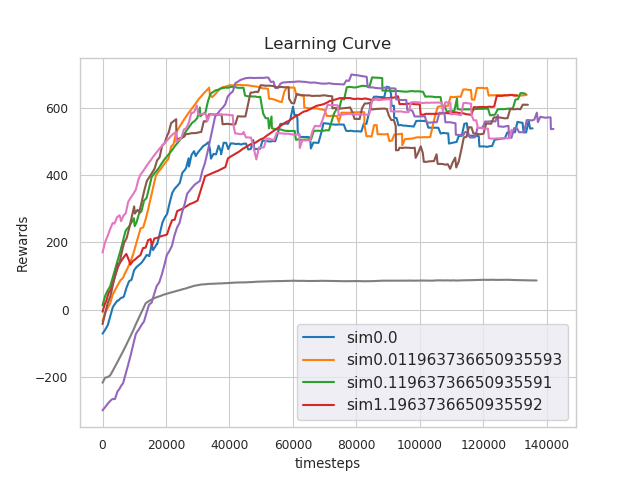 Learning Curve
Rewards
600
400
200
0
−200
0
20000
40000
60000
80000
100000
120000
140000
timesteps
sim0.0
sim0.011963736650935593
sim0.11963736650935591
sim1.1963736650935592